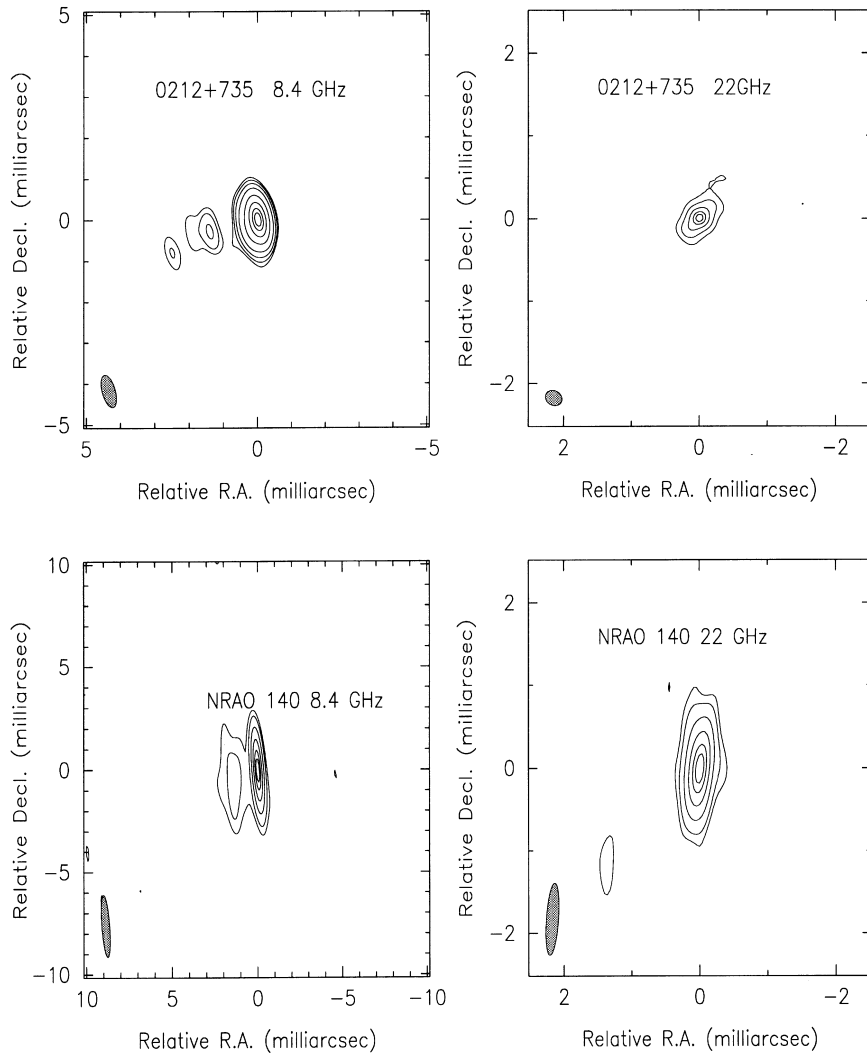 5
0212+735 8.4 GHz
Relative Decl. (milliarcsec)
0
-5
5
0
-5
Relative R.A. (milliarcsec)
2
0212+735 22GHz
Relative Decl. (milliarcsec)
0
-2
2
0
-2
Relative R.A. (milliarcsec)
10
5
NRAO 140 8.4 GHz
Relative Decl. (milliarcsec)
0
-5
-10
10
5
0
-5
-10
Relative R.A. (milliarcsec)
2
NRAO 140 22 GHz
Relative Decl. (milliarcsec)
0
-2
2
0
-2
Relative R.A. (milliarcsec)